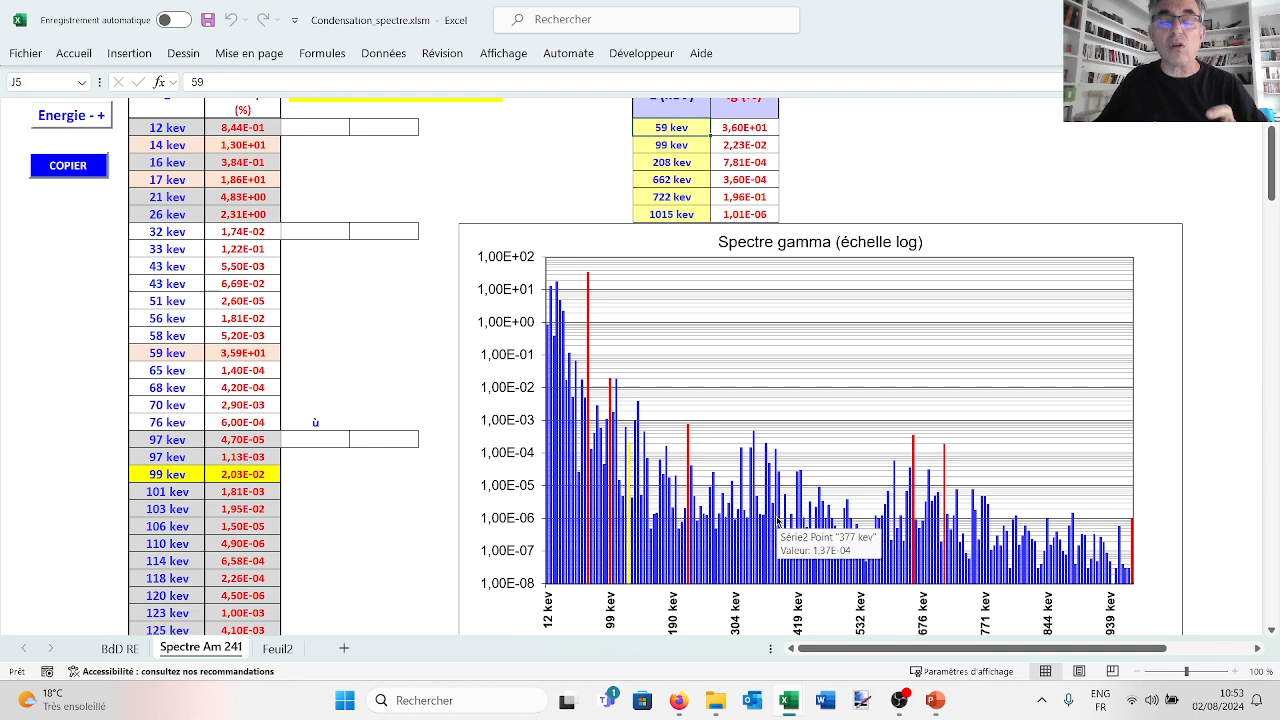 Enregistrement automatique
Condensation_spectre.xlsm - Excel
Rechercher
Fichier Accueil Insertion Dessin Mise en page Formules Données Révision Affichage Automate Développeur Aide
J5 fx 59
Energie - +
COPIER
(%)
12 kev 8,44E-01
14 kev 1,30E+01
16 kev 3,84E-01
17 kev 1,86E+01
21 kev 4,83E+00
26 kev 2,31E+00
32 kev 1,74E-02
33 kev 1,22E-01
43 kev 5,50E-03
43 kev 6,69E-02
51 kev 2,60E-05
56 kev 1,81E-02
58 kev 5,20E-03
59 kev 3,59E+01
65 kev 1,40E-04
68 kev 4,20E-04
70 kev 2,90E-03
76 kev 6,00E-04 ù
97 kev 4,70E-05
97 kev 1,13E-03
99 kev 2,03E-02
101 kev 1,81E-03
103 kev 1,95E-02
106 kev 1,50E-05
110 kev 4,90E-06
114 kev 6,58E-04
118 kev 2,26E-04
120 kev 4,50E-06
123 kev 1,00E-03
125 kev 4,10E-03
59 kev 3,60E+01
99 kev 2,23E-02
208 kev 7,81E-04
662 kev 3,60E-04
722 kev 1,96E-01
1015 kev 1,01E-06
Spectre gamma (échelle log)
1,00E+02
1,00E+01
1,00E+00
1,00E-01
1,00E-02
1,00E-03
1,00E-04
1,00E-05
1,00E-06
1,00E-07
1,00E-08
Série2 Point "377 kev"
Valeur: 1,37E-04
12 kev 99 kev 190 kev 304 kev 419 kev 532 kev 676 kev 771 kev 844 kev 939 kev
BdD RE Spectre Am 241 Feuil2
Prêt Accessibilité : consultez nos recommandations Paramètres d'affichage 100 %
18°C
Très ensoleillé
Rechercher
1
ENG
FR
10:53
02/08/2024